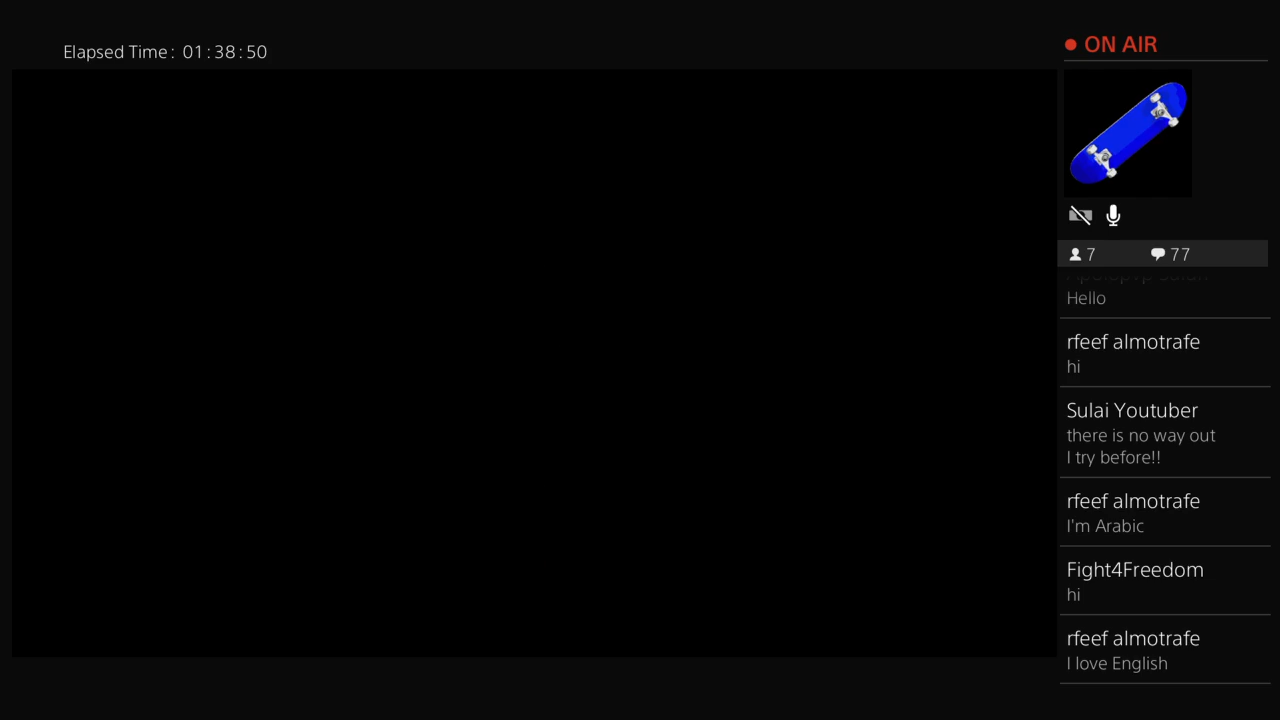 Elapsed Time: 01:38:50
ON AIR
7 77
Hello
rfeef almotrafe
hi
Sulai Youtuber
there is no way out
I try before!!
rfeef almotrafe
I'm Arabic
Fight4Freedom
hi
rfeef almotrafe
I love English